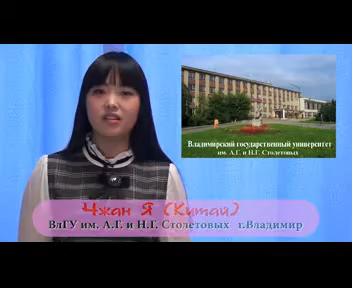 Владимирский государственный университет
им. А.Г. и Н.Г. Столетовых
Чжан Я (Китай)
ВлГУ им. А.Г. и Н.Г. Столетовых г.Владимир